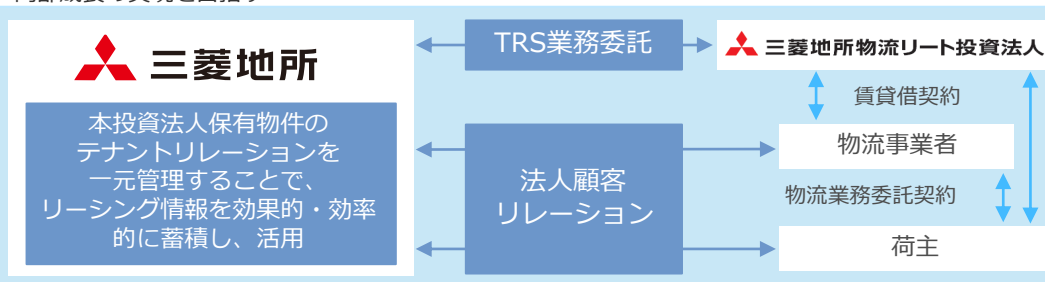 三菱地所
本投資法人保有物件の
テナントリレーションを
一元管理することで、
リーシング情報を効果的・効率
的に蓄積し、活用
TRS業務委託
法人顧客
リレーション
三菱地所物流リート投資法人
賃貸借契約
物流事業者
物流業務委託契約
荷主